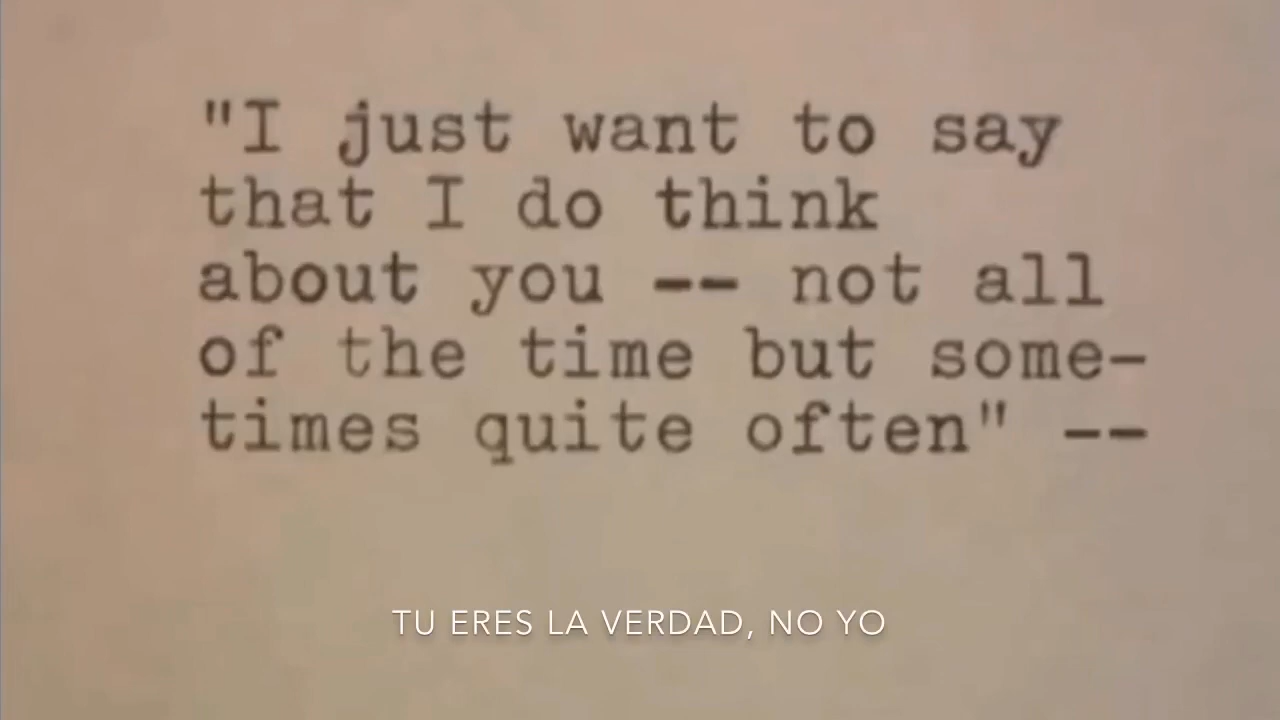 "I just want to say
that I do think
about you -- not all
of the time but some-
times quite often" --
TU ERES LA VERDAD, NO YO